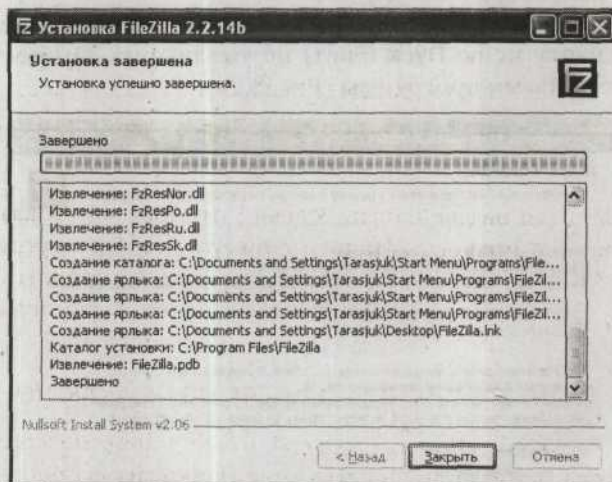 FZ Установка FileZilla 2.2.14b
Установка завершена
Установка успешно завершена.
FZ
Завершено
Извлечение: FzResNor.dll
Извлечение: FzResPo.dll
Извлечение: FzResRu.dll
Извлечение: FzResSk.dll
Создание каталога: C:\Documents and Settings\Tarasjuk\Start Menu\Programs\File...
Создание ярлыка: C:\Documents and Settings\Tarasjuk\Start Menu\Programs\FileZil...
Создание ярлыка: C:\Documents and Settings\Tarasjuk\Start Menu\Programs\FileZil...
Создание ярлыка: C:\Documents and Settings\Tarasjuk\Start Menu\Programs\FileZil...
Создание ярлыка: C:\Documents and Settings\Tarasjuk\Desktop\FileZilla.lnk
Каталог установки: C:\Program Files\FileZilla
Извлечение: FileZilla.pdb
Завершено
Nullsoft Install System v2.06
< Назад Закрыть Отмена